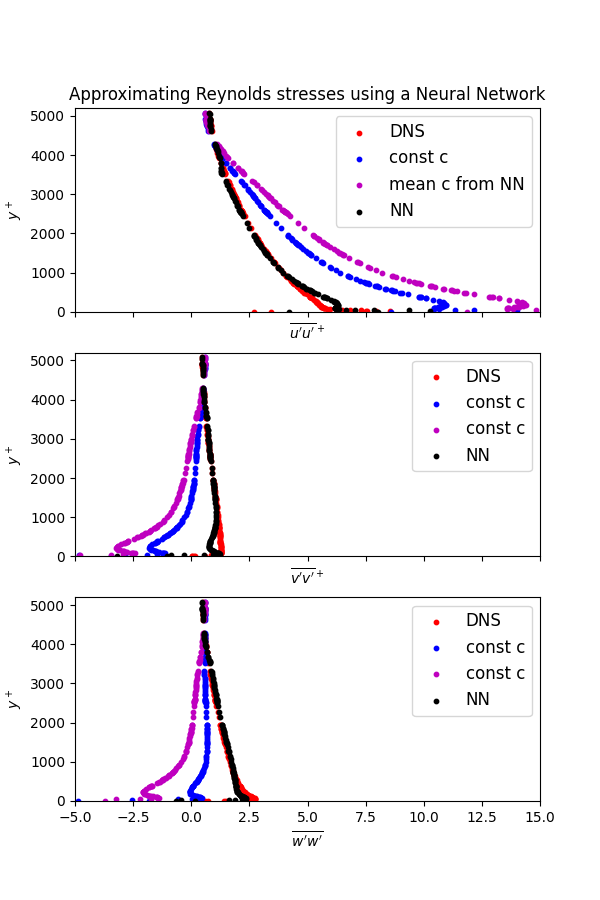 Approximating Reynolds stresses using a Neural Network
5000
4000
3000
2000
1000
0
y⁺
DNS
const c
mean c from NN
NN
u'u'⁺
5000
4000
3000
2000
1000
0
y⁺
DNS
const c
const c
NN
v'v'⁺
5000
4000
3000
2000
1000
0
y⁺
DNS
const c
const c
NN
−5.0 −2.5 0.0 2.5 5.0 7.5 10.0 12.5 15.0
w'w'